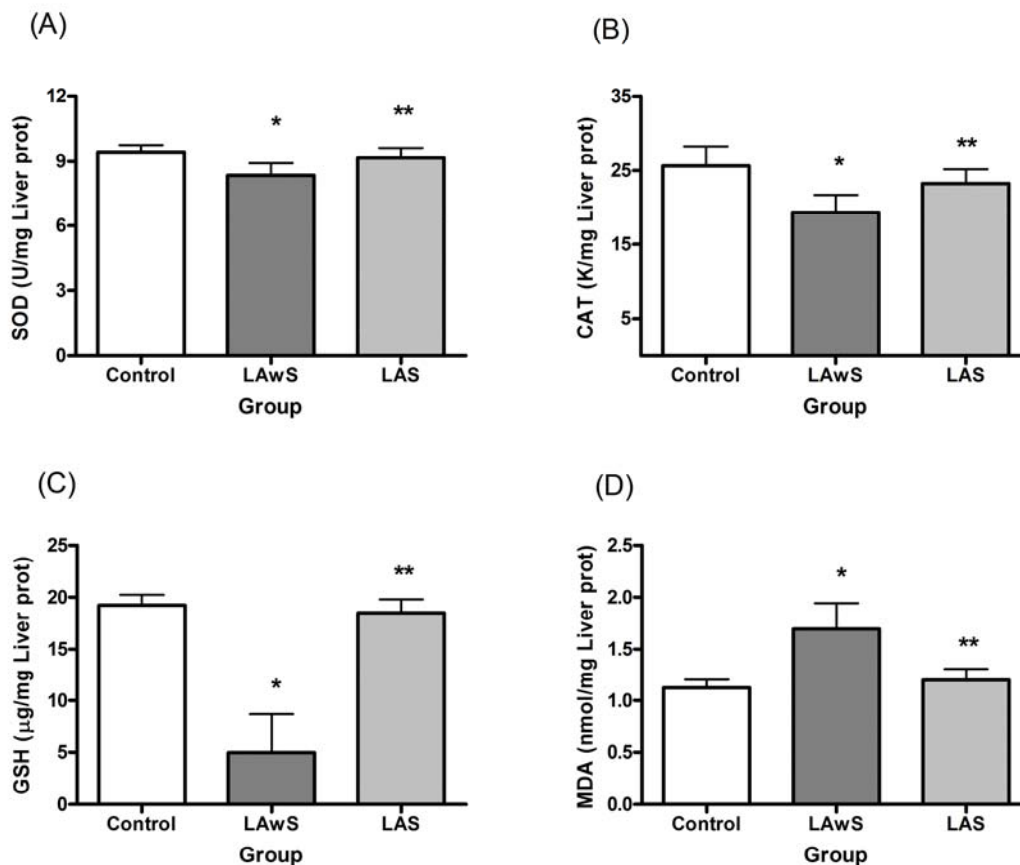 (A)
SOD (U/mg Liver prot)
12
9
6
3
0
*
**
Control LAwS LAS
Group
(B)
CAT (K/mg Liver prot)
35
25
15
5
*
**
Control LAwS LAS
Group
(C)
GSH (μg/mg Liver prot)
25
20
15
10
5
0
*
**
Control LAwS LAS
Group
(D)
MDA (nmol/mg Liver prot)
2.5
2.0
1.5
1.0
0.5
0.0
*
**
Control LAwS LAS
Group